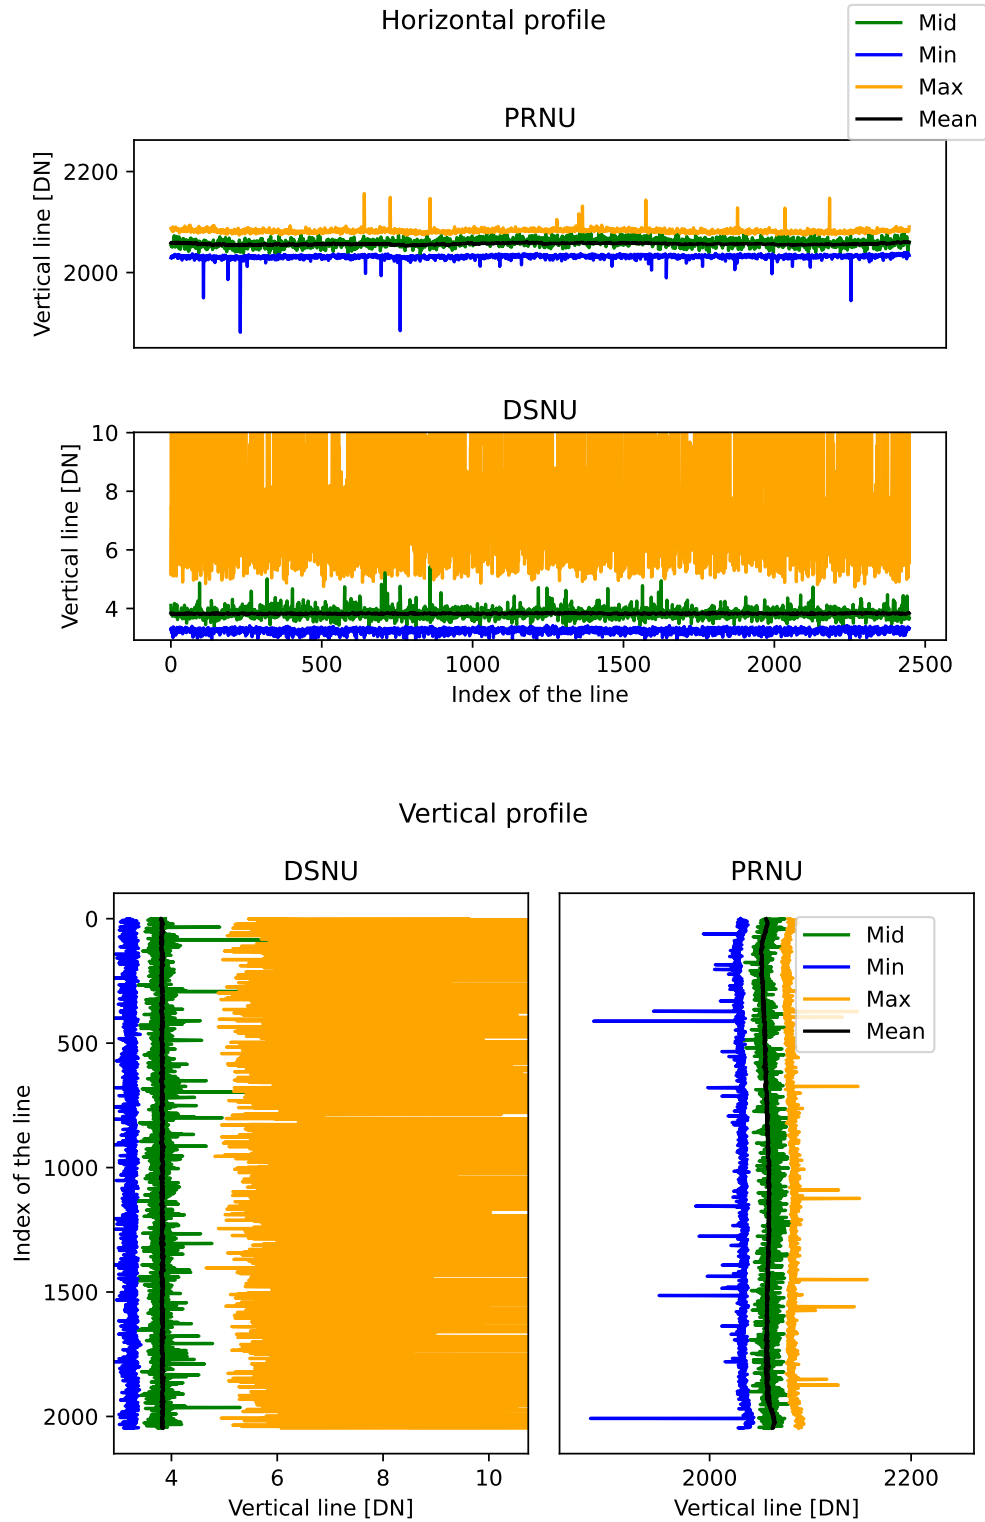 Horizontal profile
Mid
Min
Max
Mean
PRNU
Vertical line [DN]
2200
2000
DSNU
Vertical line [DN]
10
8
6
4
0
500
1000
1500
2000
2500
Index of the line
Vertical profile
DSNU
PRNU
Index of the line
0
500
1000
1500
2000
Mid
Min
Max
Mean
4
6
8
10
2000
2200
Vertical line [DN]
Vertical line [DN]